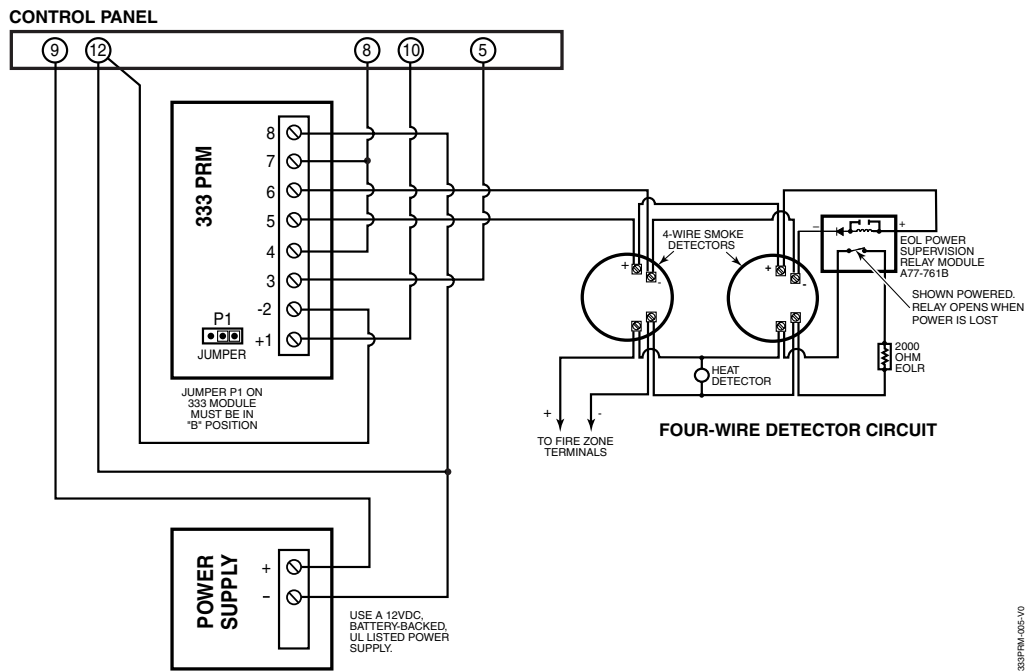 CONTROL PANEL
9 12 8 10 5
333 PRM
8
7
6
5
4
3
-2
+1
P1
JUMPER
JUMPER P1 ON
333 MODULE
MUST BE IN
"B" POSITION
4-WIRE SMOKE
DETECTORS
+
-
+
-
-
+
EOL POWER
SUPERVISION
RELAY MODULE
A77-761B
SHOWN POWERED.
RELAY OPENS WHEN
POWER IS LOST
2000
OHM
EOLR
HEAT
DETECTOR
+ -
TO FIRE ZONE
TERMINALS
FOUR-WIRE DETECTOR CIRCUIT
POWER
SUPPLY
+
-
USE A 12VDC,
BATTERY-BACKED,
UL LISTED POWER
SUPPLY.
333PRM-005-V0